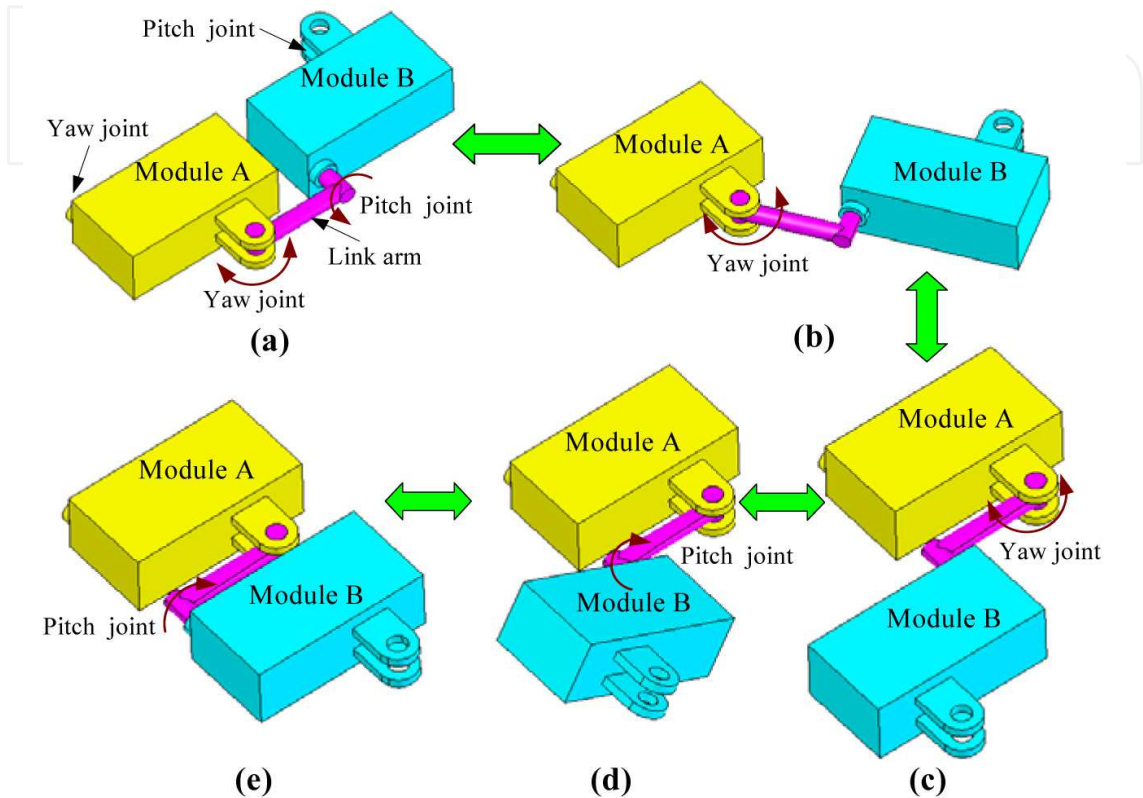 Pitch joint
Module B
Yaw joint
Module A
Pitch joint
Link arm
Yaw joint
(a)
Module A
Module B
Yaw joint
(b)
Module A
Module B
Pitch joint
(e)
Module A
Pitch joint
Module B
(d)
Module A
Yaw joint
Module B
(c)